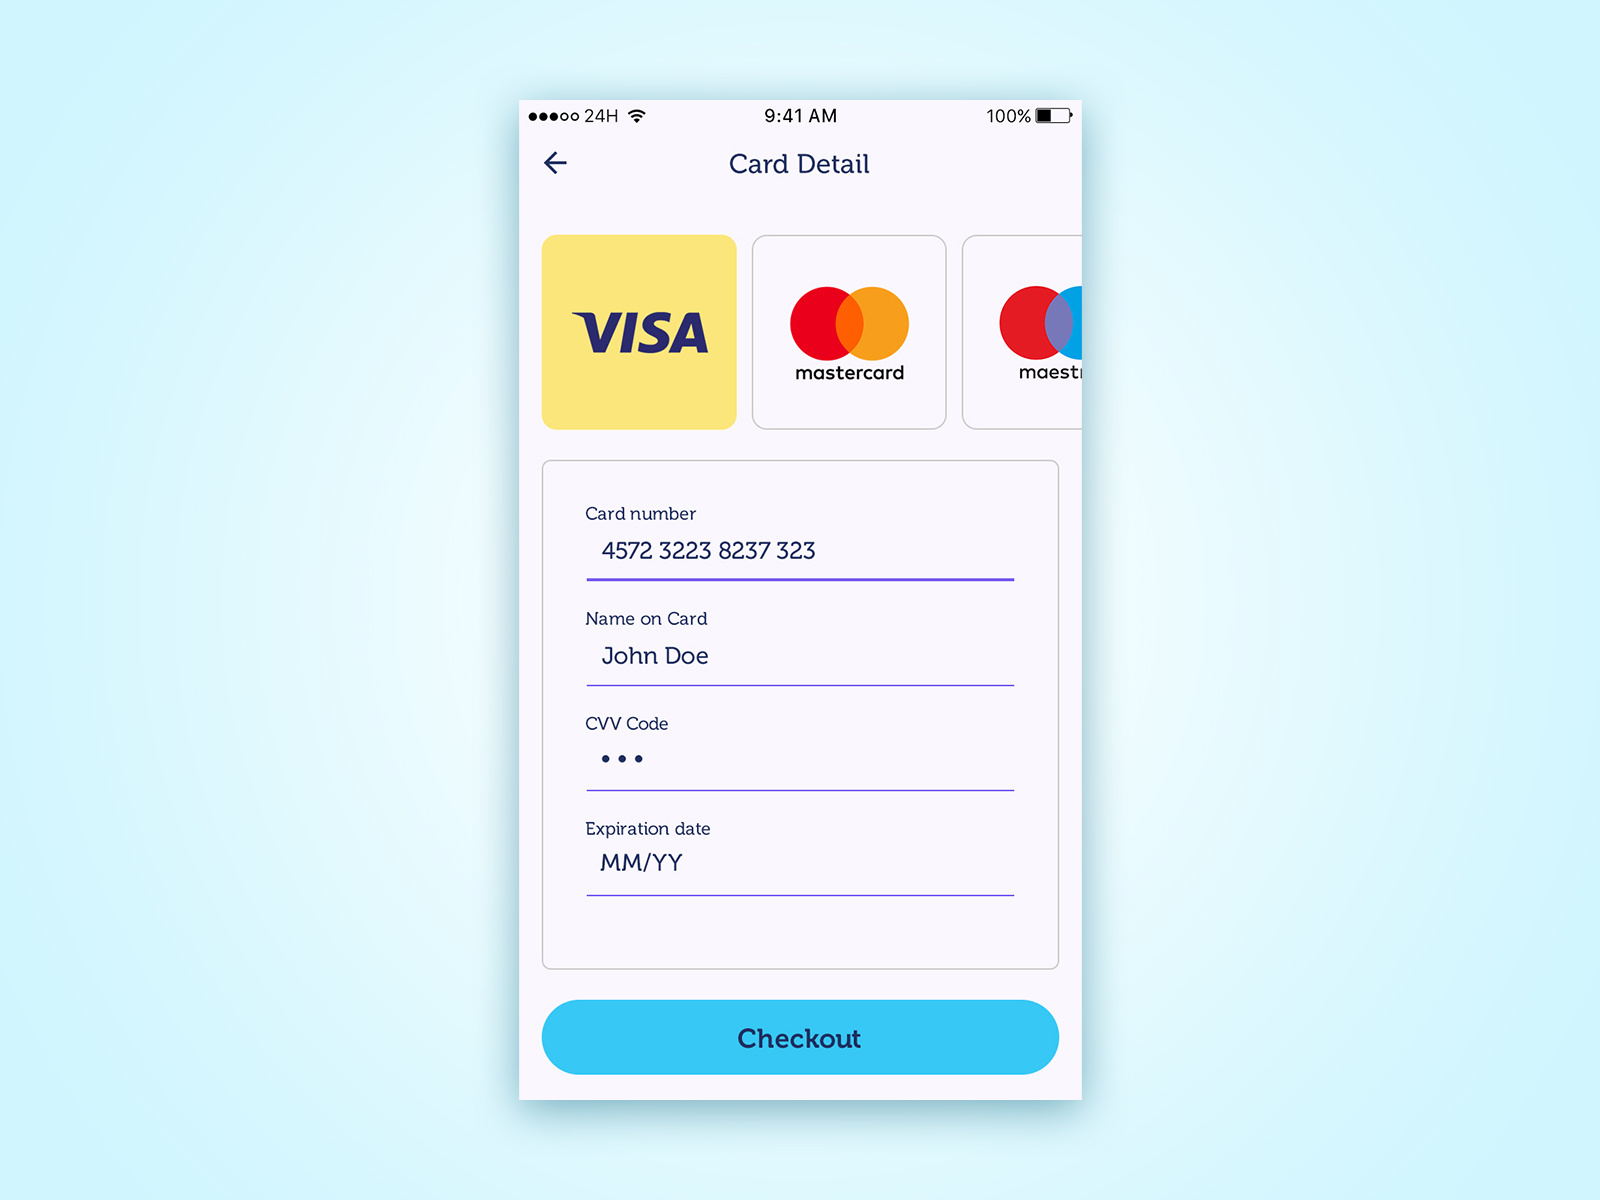 24H 9:41 AM 100%
Card Detail
VISA
mastercard
maestr
Card number
4572 3223 8237 323
Name on Card
John Doe
CVV Code
•••
Expiration date
MM/YY
Checkout